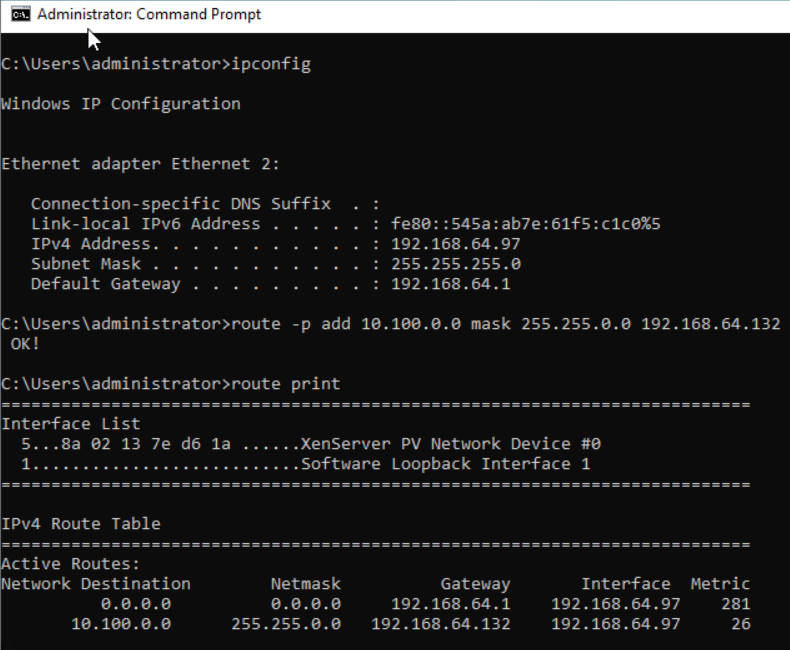 Administrator: Command Prompt
C:\Users\administrator>ipconfig
Windows IP Configuration
Ethernet adapter Ethernet 2:
Connection-specific DNS Suffix . :
Link-local IPv6 Address . . . . . : fe80::545a:ab7e:61f5:c1c0%5
IPv4 Address. . . . . . . . . . . : 192.168.64.97
Subnet Mask . . . . . . . . . . . : 255.255.255.0
Default Gateway . . . . . . . . . : 192.168.64.1
C:\Users\administrator>route -p add 10.100.0.0 mask 255.255.0.0 192.168.64.132
OK!
C:\Users\administrator>route print
===========================================================================
Interface List
5...8a 02 13 7e d6 1a ......XenServer PV Network Device #0
1...........................Software Loopback Interface 1
===========================================================================
IPv4 Route Table
===========================================================================
Active Routes:
Network Destination        Netmask          Gateway       Interface  Metric
0.0.0.0          0.0.0.0     192.168.64.1    192.168.64.97    281
10.100.0.0      255.255.0.0   192.168.64.132    192.168.64.97     26